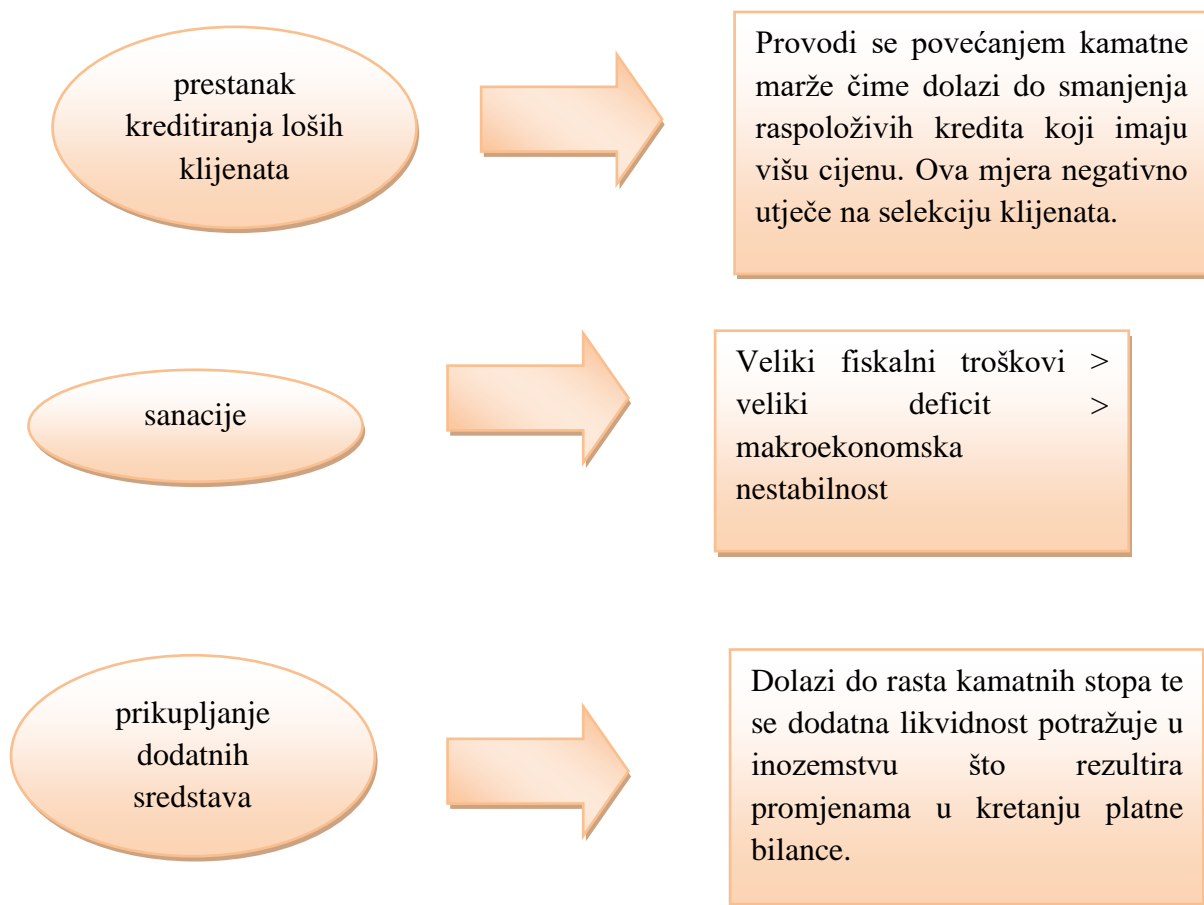 prestanak
kreditiranja loših
klijenata
Provodi se povećanjem kamatne
marže čime dolazi do smanjenja
raspoloživih kredita koji imaju
višu cijenu. Ova mjera negativno
utječe na selekciju klijenata.
sanacije
Veliki fiskalni troškovi >
veliki deficit >
makroekonomska
nestabilnost
prikupljanje
dodatnih
sredstava
Dolazi do rasta kamatnih stopa te
se dodatna likvidnost potražuje u
inozemstvu što rezultira
promjenama u kretanju platne
bilance.